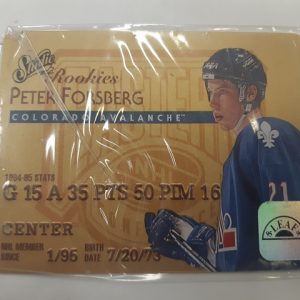 Studio
Rookies
PETER FORSBERG
COLORADO AVALANCHE™
1994-95 STATS
G 15 A 35 PTS 50 PIM 16
CENTER
NHL MEMBER SINCE 1/95 BIRTH DATE 7/20/73
21
LEAF